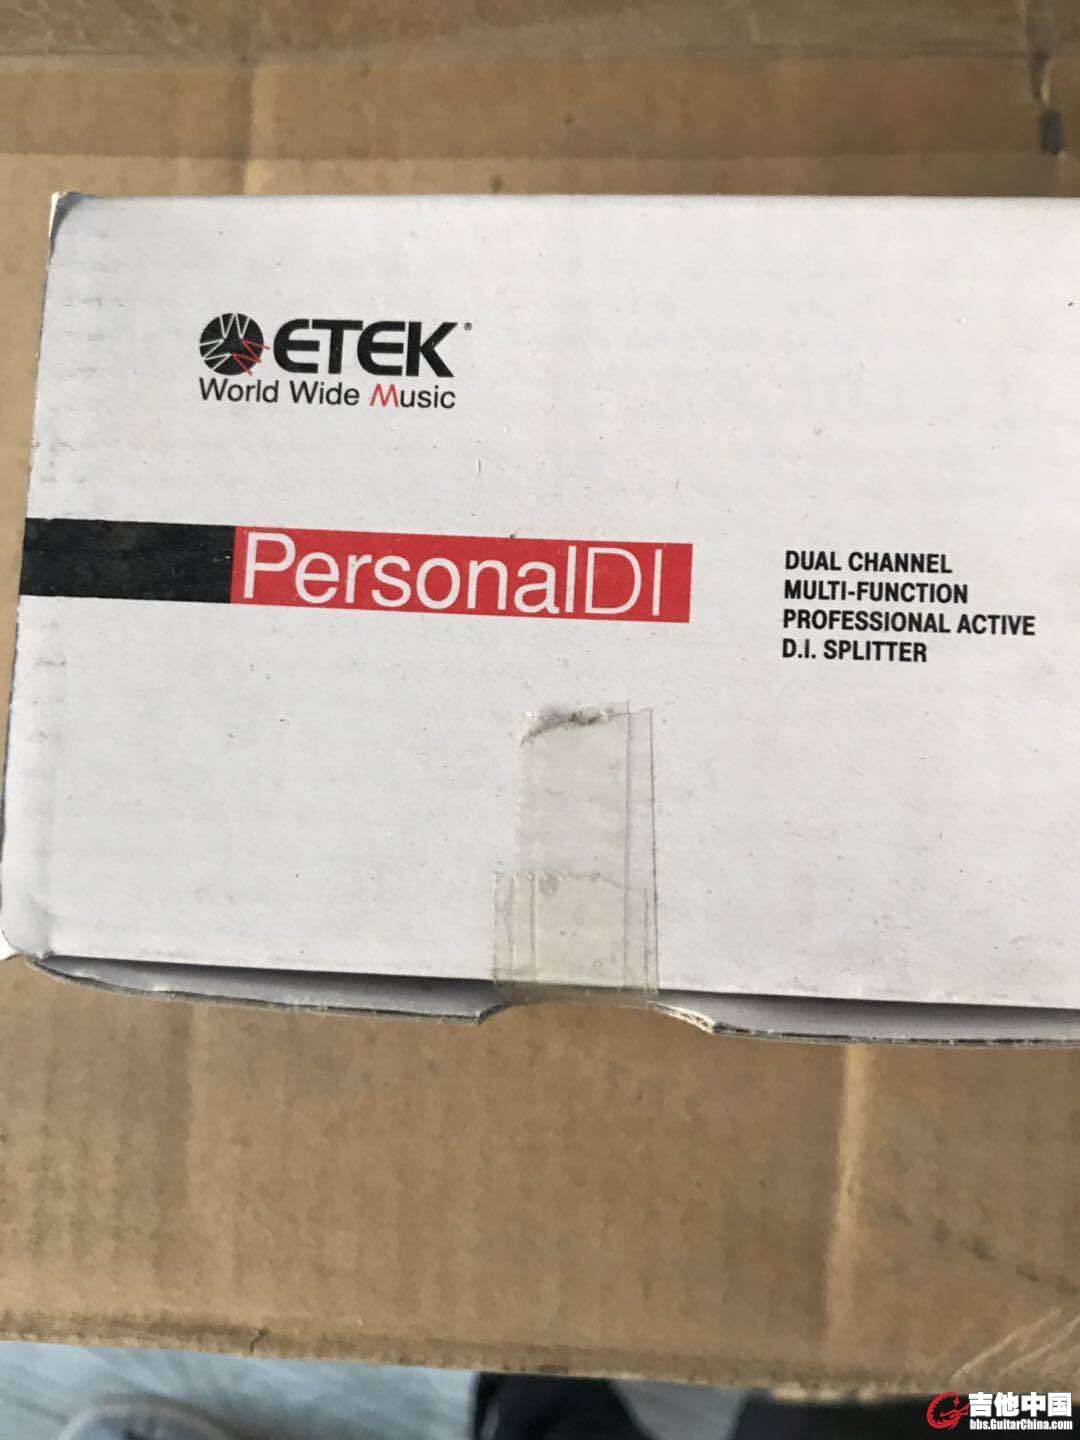 ETEK®
World Wide Music
PersonalDI
DUAL CHANNEL
MULTI-FUNCTION
PROFESSIONAL ACTIVE
D.I. SPLITTER
吉他中国
bbs.GuitarChina.com